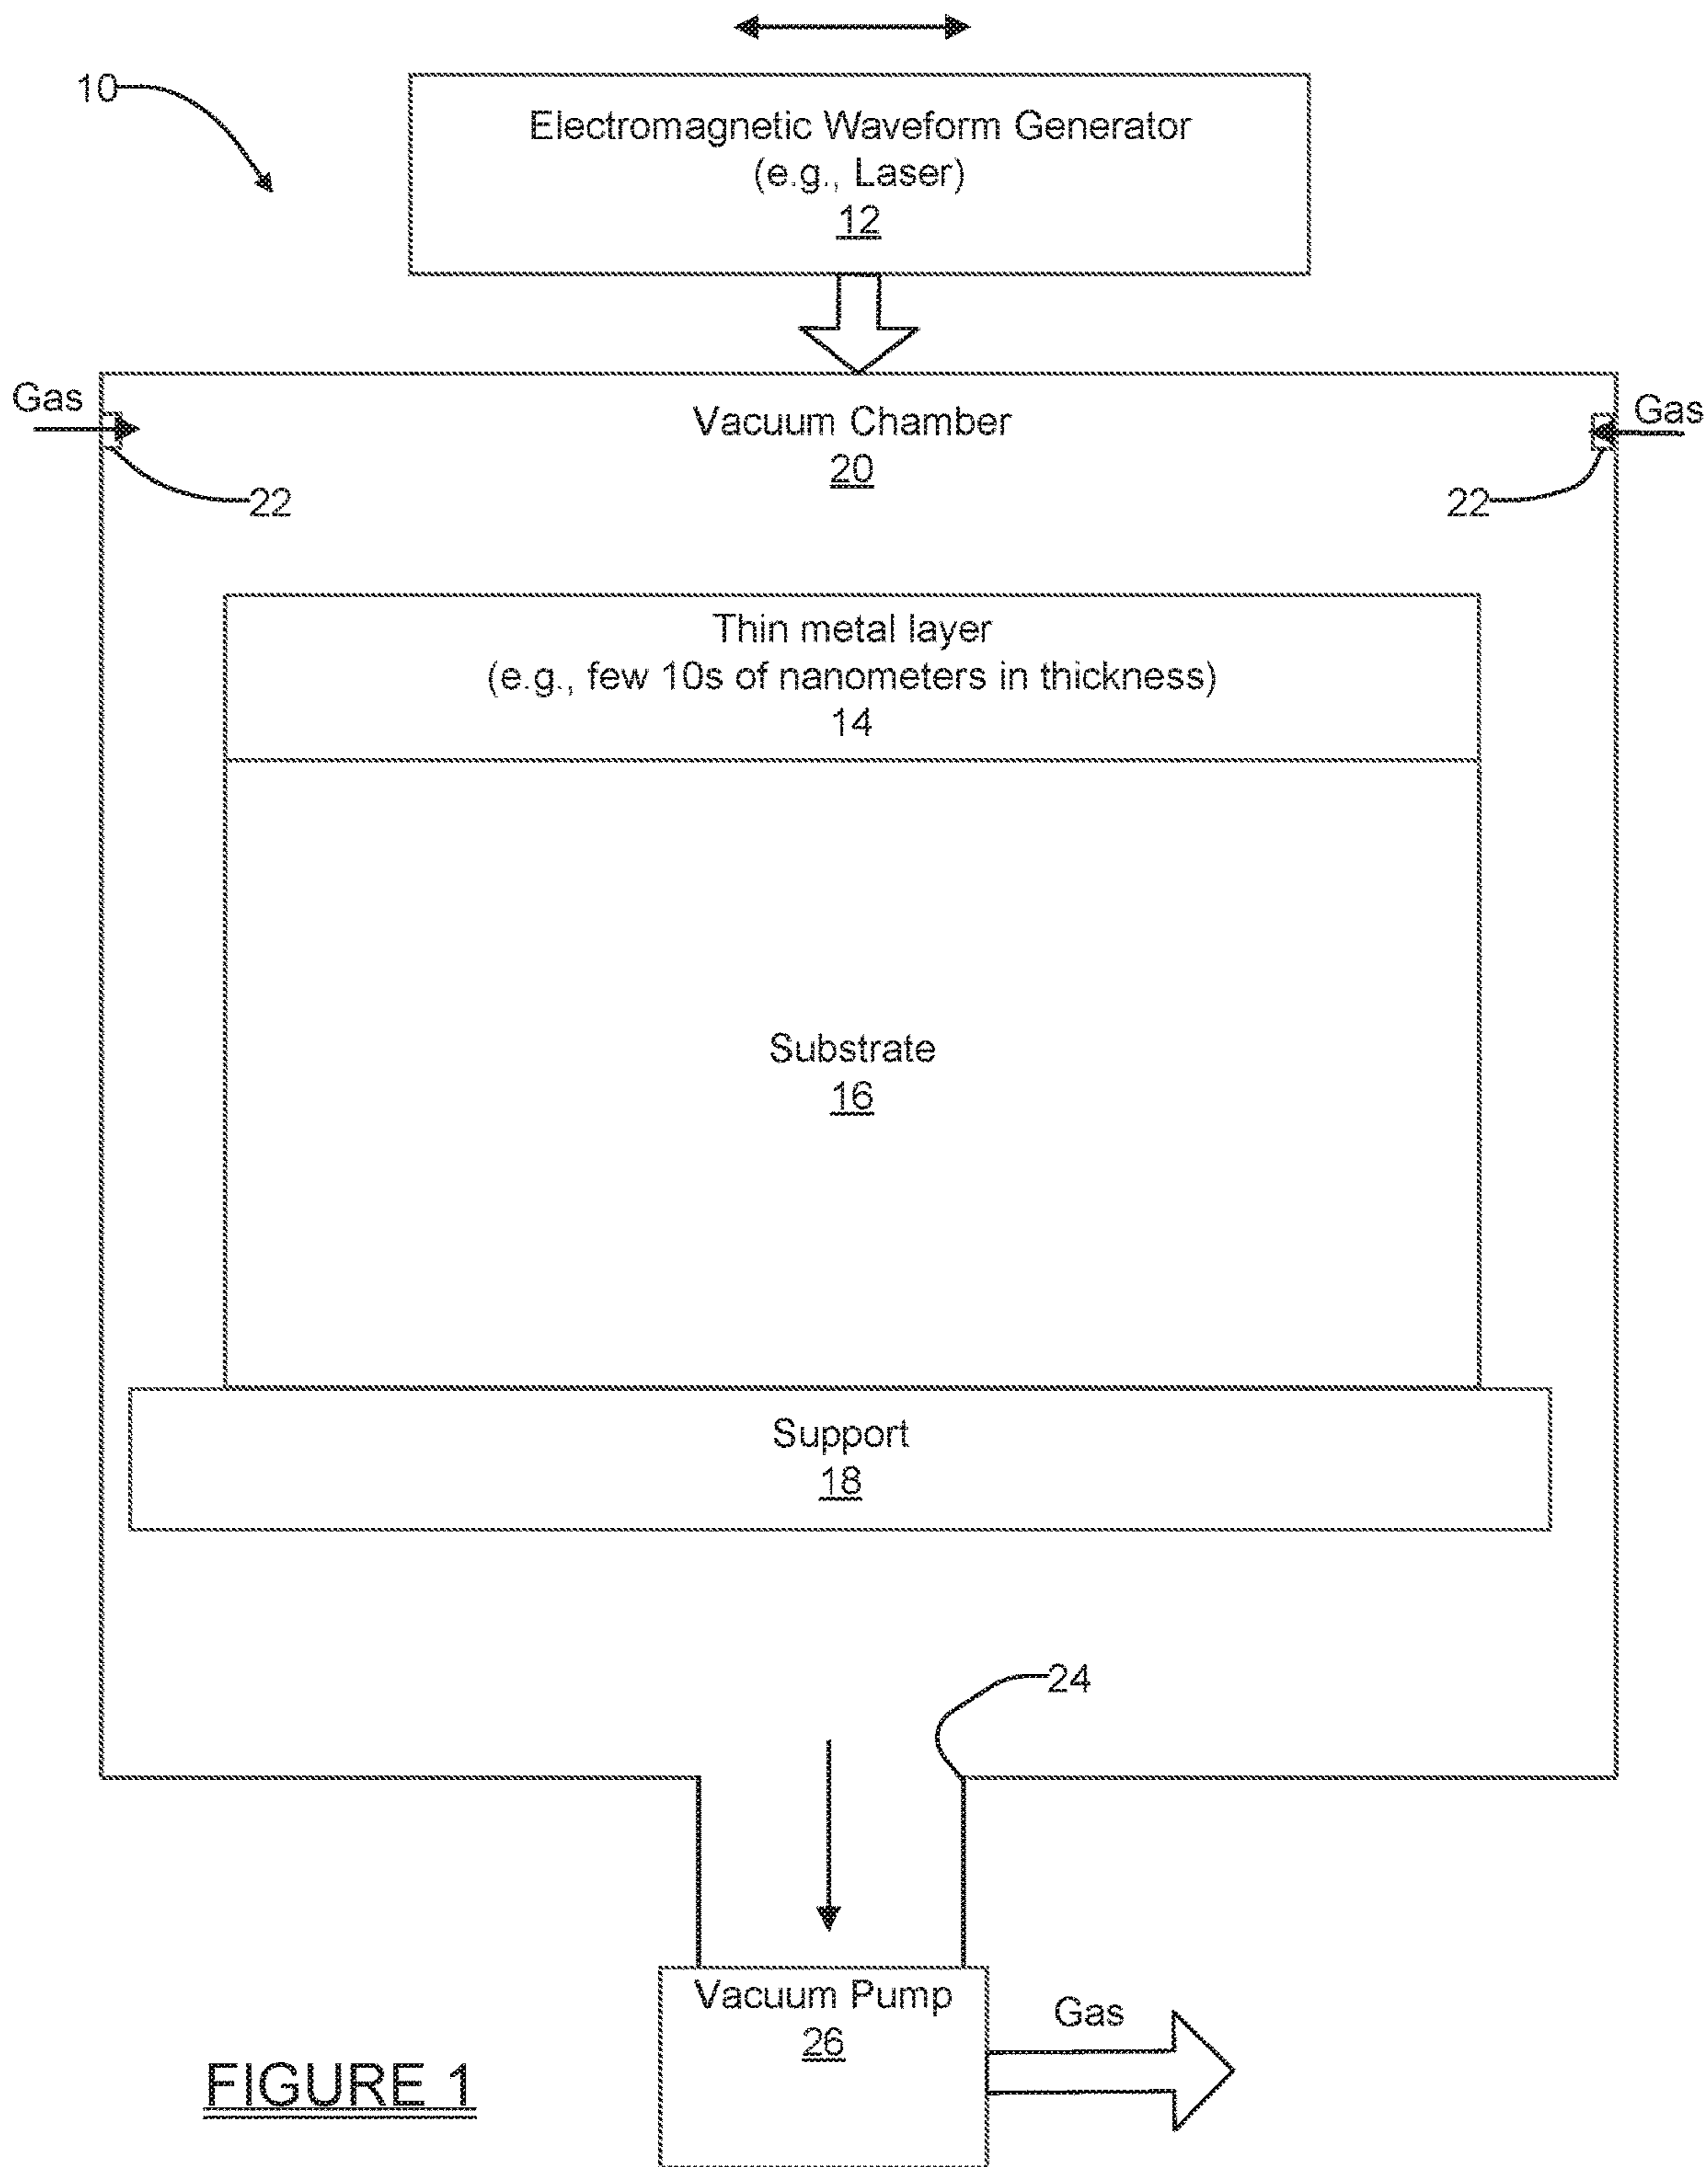 10
Electromagnetic Waveform Generator
(e.g., Laser)
12
Gas
Vacuum Chamber
20
Gas
22
22
Thin metal layer
(e.g., few 10s of nanometers in thickness)
14
Substrate
16
Support
18
24
Vacuum Pump
26
Gas
FIGURE 1